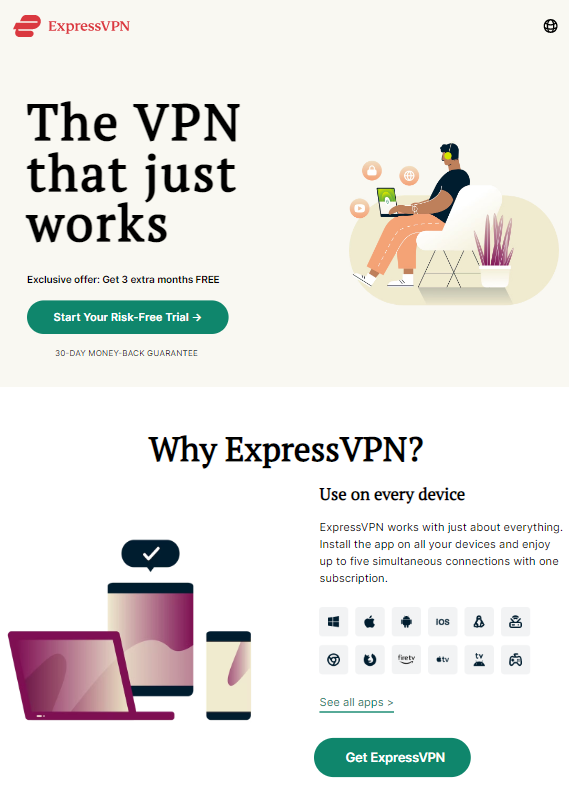 ExpressVPN
The VPN
that just
works
Exclusive offer: Get 3 extra months FREE
Start Your Risk-Free Trial →
30-DAY MONEY-BACK GUARANTEE
Why ExpressVPN?
Use on every device
ExpressVPN works with just about everything.
Install the app on all your devices and enjoy
up to five simultaneous connections with one
subscription.
IOS
firetv
tv
tv
See all apps >
Get ExpressVPN